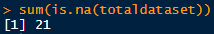 > sum(is.na(totaldataset))
[1] 21